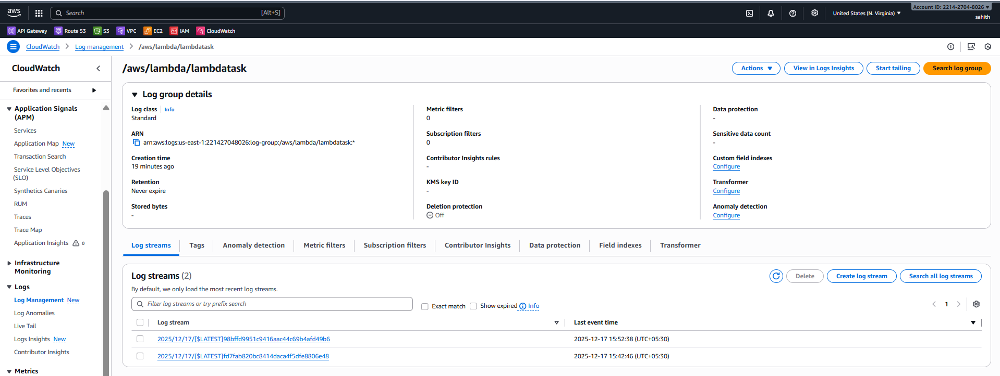 aws
Search [Alt+S]
United States (N. Virginia)
Account ID: 2214-2704-8026
sahith
API Gateway Route 53 S3 VPC EC2 IAM CloudWatch
CloudWatch Log management /aws/lambda/lambdatask
CloudWatch
Favorites and recents
Application Signals
(APM)
Services
Application Map New
Transaction Search
Service Level Objectives
(SLO)
Synthetics Canaries
RUM
Traces
Trace Map
Application Insights 0
Infrastructure
Monitoring
Logs
Log Management New
Log Anomalies
Live Tail
Logs Insights New
Contributor Insights
Metrics
/aws/lambda/lambdatask
Actions View in Logs Insights Start tailing Search log group
Log group details
Log class Info
Standard
ARN
arn:aws:logs:us-east-1:221427048026:log-group:/aws/lambda/lambdatask:*
Creation time
19 minutes ago
Retention
Never expire
Stored bytes
-
Metric filters
0
Subscription filters
0
Contributor Insights rules
-
KMS key ID
-
Deletion protection
Off
Data protection
-
Sensitive data count
-
Custom field indexes
Configure
Transformer
Configure
Anomaly detection
Configure
Log streams Tags Anomaly detection Metric filters Subscription filters Contributor Insights Data protection Field indexes Transformer
Log streams (2)
Delete Create log stream Search all log streams
By default, we only load the most recent log streams.
Filter log streams or try prefix search Exact match Show expired Info 1
Log stream Last event time
2025/12/17/[$LATEST]98bffd9951c9416aac44c69b4afd49b6 2025-12-17 15:52:38 (UTC+05:30)
2025/12/17/[$LATEST]fd7fab820bc8414daca4f5dfe8806e48 2025-12-17 15:42:46 (UTC+05:30)